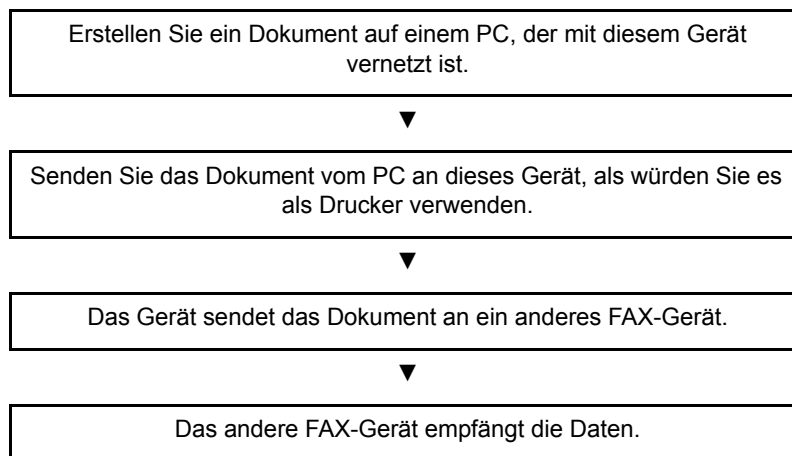 Erstellen Sie ein Dokument auf einem PC, der mit diesem Gerät
vernetzt ist.
▼
Senden Sie das Dokument vom PC an dieses Gerät, als würden Sie es
als Drucker verwenden.
▼
Das Gerät sendet das Dokument an ein anderes FAX-Gerät.
▼
Das andere FAX-Gerät empfängt die Daten.